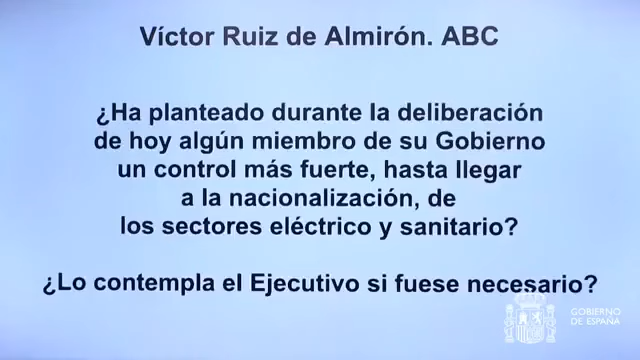 Víctor Ruiz de Almirón. ABC
¿Ha planteado durante la deliberación
de hoy algún miembro de su Gobierno
un control más fuerte, hasta llegar
a la nacionalización, de
los sectores eléctrico y sanitario?
¿Lo contempla el Ejecutivo si fuese necesario?
GOBIERNO
DE ESPAÑA